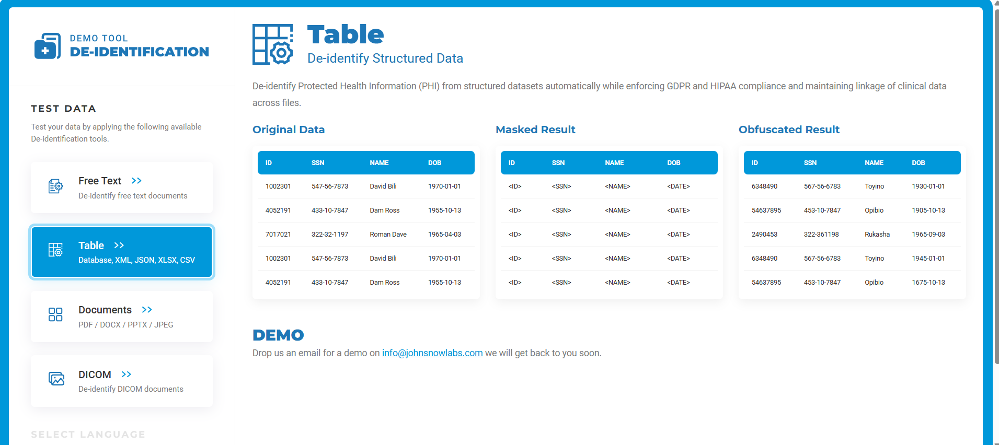 DEMO TOOL
DE-IDENTIFICATION
TEST DATA
Test your data by applying the following available
De-identification tools.
Free Text >>
De-identify free text documents
Table >>
Database, XML, JSON, XLSX, CSV
Documents >>
PDF / DOCX / PPTX / JPEG
DICOM >>
De-identify DICOM documents
SELECT LANGUAGE
Table
De-identify Structured Data
De-identify Protected Health Information (PHI) from structured datasets automatically while enforcing GDPR and HIPAA compliance and maintaining linkage of clinical data
across files.
Original Data
ID SSN NAME DOB
1002301 547-56-7873 David Bili 1970-01-01
4052191 433-10-7847 Dam Ross 1955-10-13
7017021 322-32-1197 Roman Dave 1965-04-03
1002301 547-56-7873 David Bili 1970-01-01
4052191 433-10-7847 Dam Ross 1955-10-13
Masked Result
ID SSN NAME DOB
<ID> <SSN> <NAME> <DATE>
<ID> <SSN> <NAME> <DATE>
<ID> <SSN> <NAME> <DATE>
<ID> <SSN> <NAME> <DATE>
<ID> <SSN> <NAME> <DATE>
Obfuscated Result
ID SSN NAME DOB
6348490 567-56-6783 Toyino 1930-01-01
54637895 453-10-7847 Opibio 1905-10-13
2490453 322-361198 Rukasha 1965-09-03
6348490 567-56-6783 Toyino 1945-01-01
54637895 453-10-7847 Opibio 1675-10-13
DEMO
Drop us an email for a demo on info@johnsnowlabs.com we will get back to you soon.